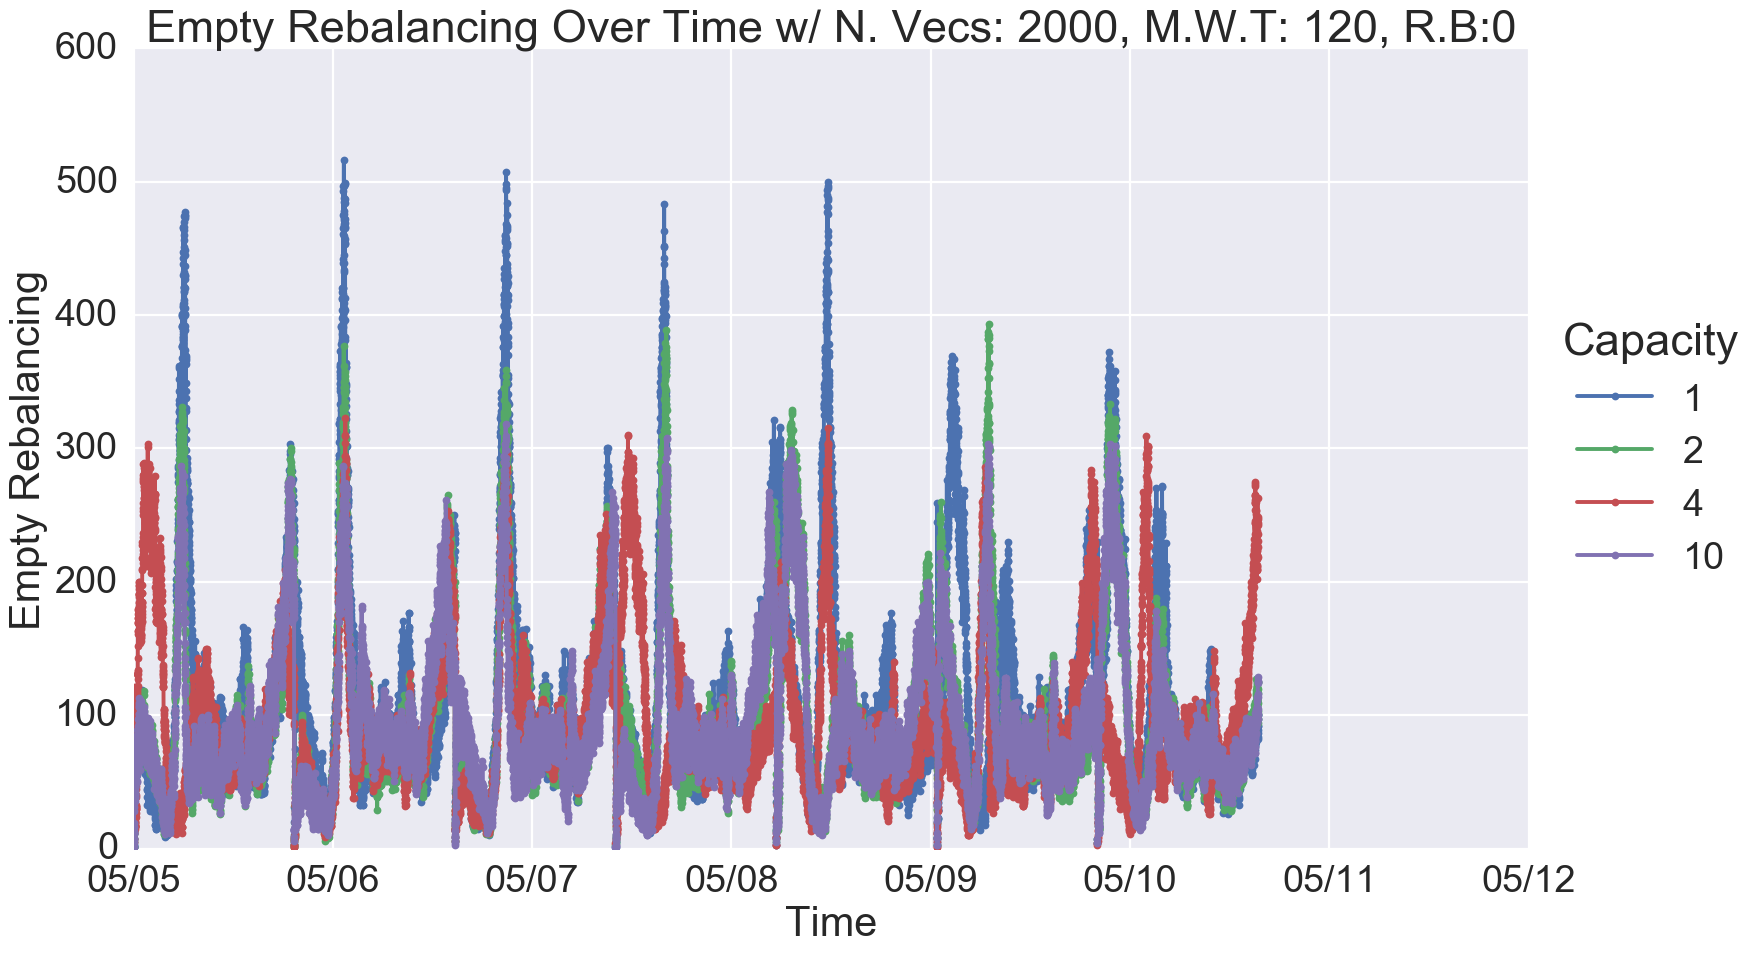 Empty Rebalancing Over Time w/ N. Vecs: 2000, M.W.T: 120, R.B:0
Empty Rebalancing
600
500
400
300
200
100
0
05/05 05/06 05/07 05/08 05/09 05/10 05/11 05/12
Time
Capacity
1
2
4
10